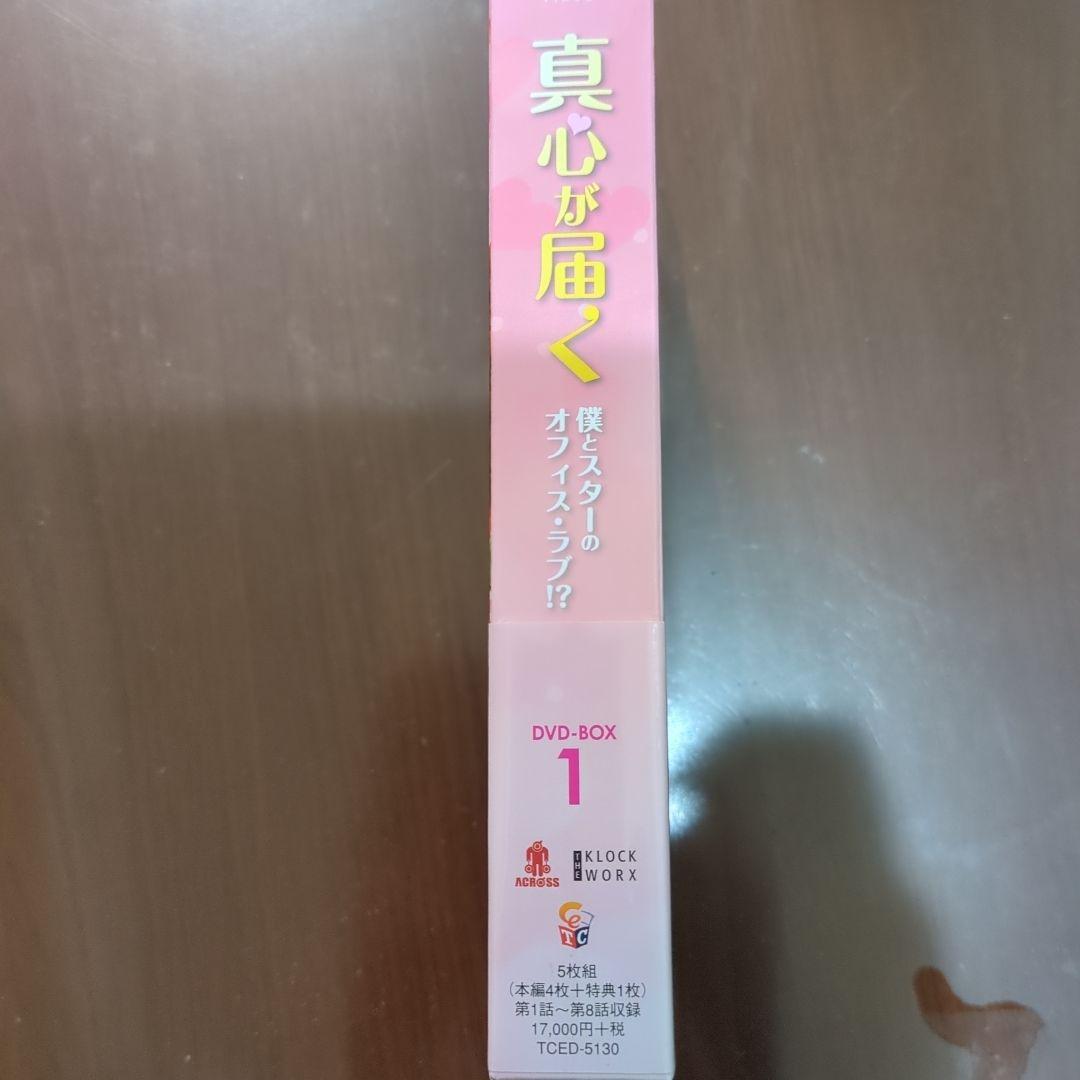 真心が届く
僕とスターの
オフィス・ラブ!?
DVD-BOX
1
ACROSS
THE KLOCK
WORX
CeTC
5枚組
(本編4枚+特典1枚)
第1話〜第8話収録
17,000円+税
TCED-5130